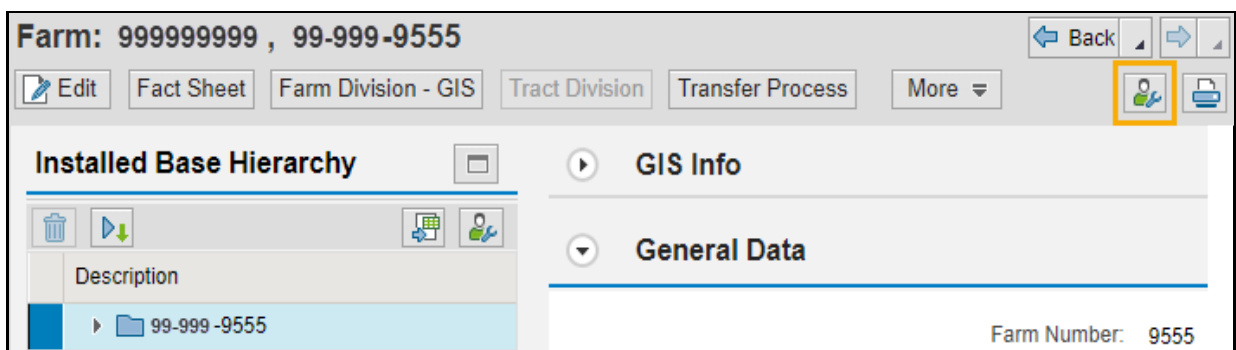 Farm: 999999999 , 99-999-9555
Back
Edit Fact Sheet Farm Division - GIS Tract Division Transfer Process More
Installed Base Hierarchy
GIS Info
General Data
Description
99-999 -9555
Farm Number: 9555